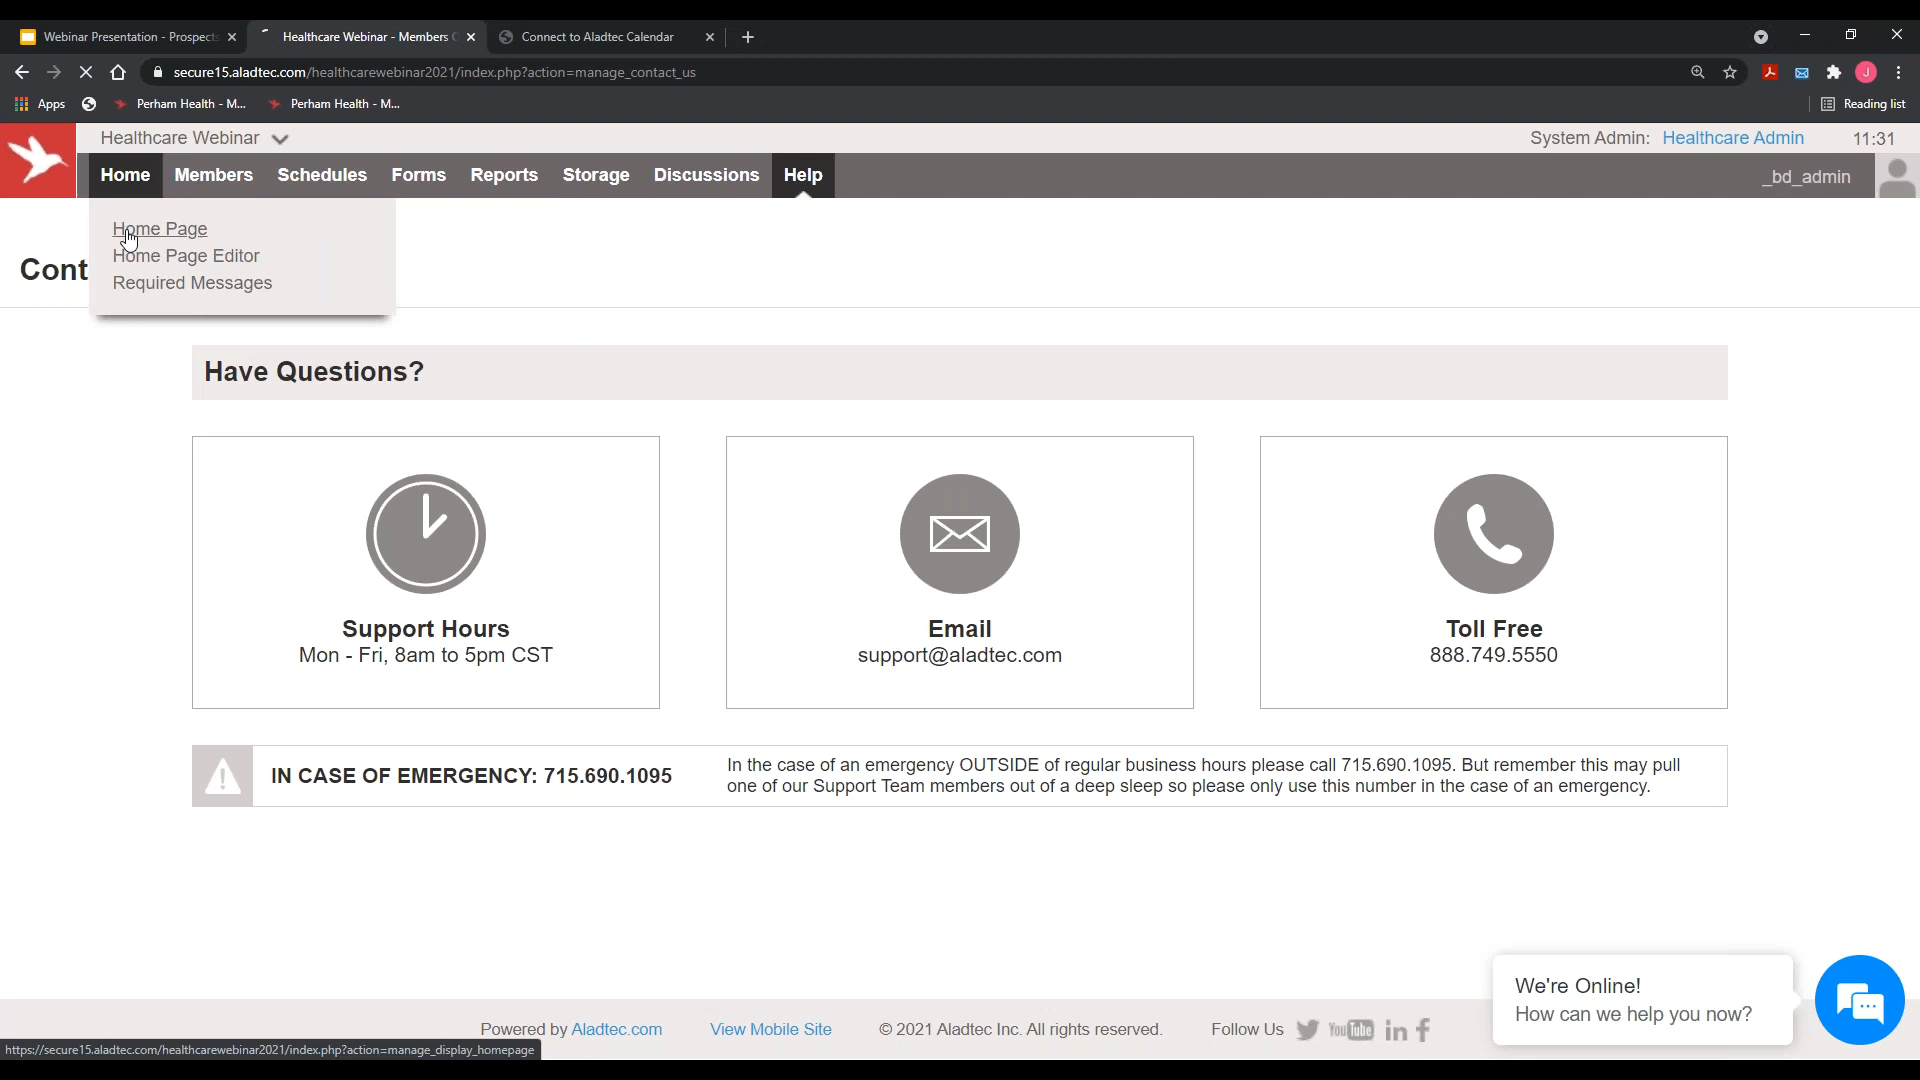 Webinar Presentation - Prospects
Healthcare Webinar - Members
Connect to Aladtec Calendar
secure15.aladtec.com/healthcarewebinar2021/index.php?action=manage_contact_us
Apps
Perham Health - M...
Perham Health - M...
Reading list
Healthcare Webinar
System Admin: Healthcare Admin
11:31
Home
Members
Schedules
Forms
Reports
Storage
Discussions
Help
_bd_admin
Home Page
Home Page Editor
Required Messages
Cont
Have Questions?
Support Hours
Mon - Fri, 8am to 5pm CST
Email
support@aladtec.com
Toll Free
888.749.5550
IN CASE OF EMERGENCY: 715.690.1095
In the case of an emergency OUTSIDE of regular business hours please call 715.690.1095. But remember this may pull
one of our Support Team members out of a deep sleep so please only use this number in the case of an emergency.
We're Online!
How can we help you now?
Powered by Aladtec.com
View Mobile Site
© 2021 Aladtec Inc. All rights reserved.
Follow Us
YouTube
in
f
https://secure15.aladtec.com/healthcarewebinar2021/index.php?action=manage_display_homepage